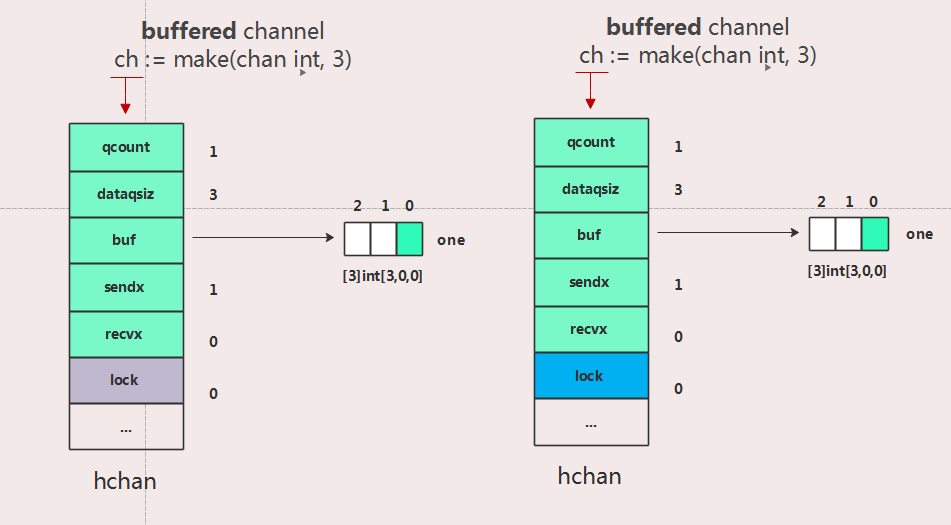 buffered channel
ch := make(chan int, 3)
qcount 1
dataqsiz 3
2 1 0
buf one
[3]int[3,0,0]
sendx 1
recvx 0
lock 0
...
hchan
buffered channel
ch := make(chan int, 3)
qcount 1
dataqsiz 3
2 1 0
buf one
[3]int[3,0,0]
sendx 1
recvx 0
lock 0
...
hchan